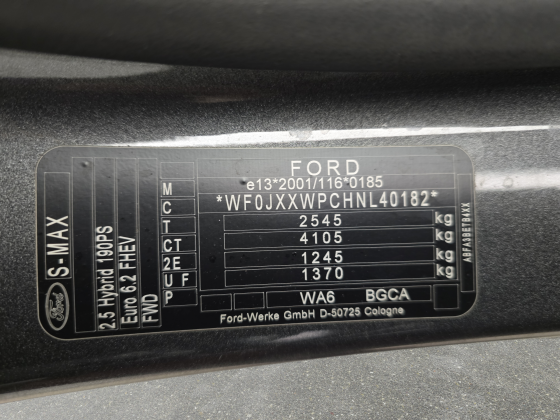 FORD
e13*2001/116*0185
*WF0JXXWPCHNL40182*
2545 kg
4105 kg
1245 kg
1370 kg
WA6 BGCA
Ford-Werke GmbH D-50725 Cologne
M
C
T
CT
2E
U F
P
Ford
S-MAX
2.5 Hybrid 190PS
Euro 6.2 FHEV
FWD